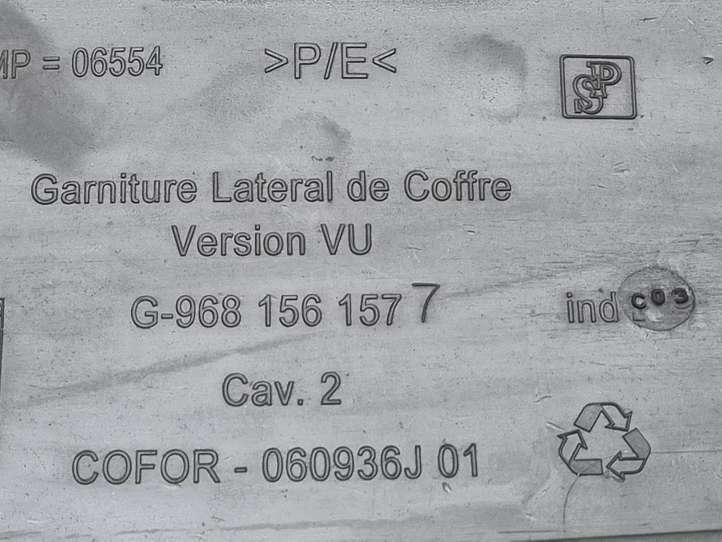 MP = 06554 >P/E<
SP
Garniture Lateral de Coffre
Version VU
G-968 156 157 7 ind C03
Cav. 2
COFOR - 060936J 01